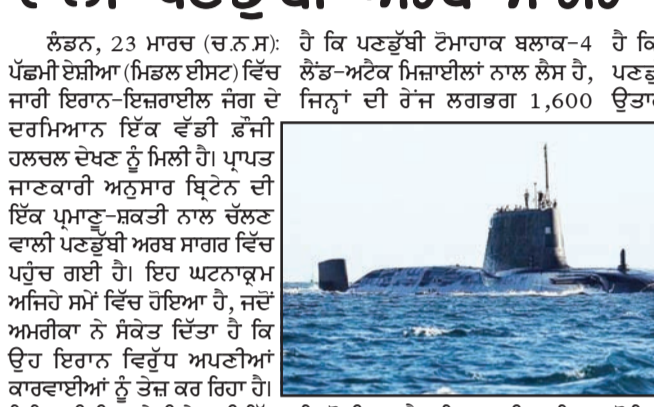 ਲੰਡਨ, 23 ਮਾਰਚ (ਚ.ਨ.ਸ):
ਪੱਛਮੀ ਏਸ਼ੀਆ (ਮਿਡਲ ਈਸਟ) ਵਿੱਚ
ਜਾਰੀ ਇਰਾਨ-ਇਜ਼ਰਾਈਲ ਜੰਗ ਦੇ
ਦਰਮਿਆਨ ਇੱਕ ਵੱਡੀ ਫ਼ੌਜੀ
ਹਲਚਲ ਦੇਖਣ ਨੂੰ ਮਿਲੀ ਹੈ। ਪ੍ਰਾਪਤ
ਜਾਣਕਾਰੀ ਅਨੁਸਾਰ ਬ੍ਰਿਟੇਨ ਦੀ
ਇੱਕ ਪ੍ਰਮਾਣੂ-ਸ਼ਕਤੀ ਨਾਲ ਚੱਲਣ
ਵਾਲੀ ਪਣਡੁੱਬੀ ਅਰਬ ਸਾਗਰ ਵਿੱਚ
ਪਹੁੰਚ ਗਈ ਹੈ। ਇਹ ਘਟਨਾਕ੍ਰਮ
ਅਜਿਹੇ ਸਮੇਂ ਵਿੱਚ ਹੋਇਆ ਹੈ, ਜਦੋਂ
ਅਮਰੀਕਾ ਨੇ ਸੰਕੇਤ ਦਿੱਤਾ ਹੈ ਕਿ
ਉਹ ਇਰਾਨ ਵਿਰੁੱਧ ਅਪਣੀਆਂ
ਕਾਰਵਾਈਆਂ ਨੂੰ ਤੇਜ਼ ਕਰ ਰਿਹਾ ਹੈ।
ਹੈ ਕਿ ਪਣਡੁੱਬੀ ਟੋਮਾਹਾਕ ਬਲਾਕ-4
ਲੈਂਡ-ਅਟੈਕ ਮਿਜ਼ਾਈਲਾਂ ਨਾਲ ਲੈਸ ਹੈ,
ਜਿਨ੍ਹਾਂ ਦੀ ਰੇਂਜ ਲਗਭਗ 1,600
ਹੈ ਕਿ